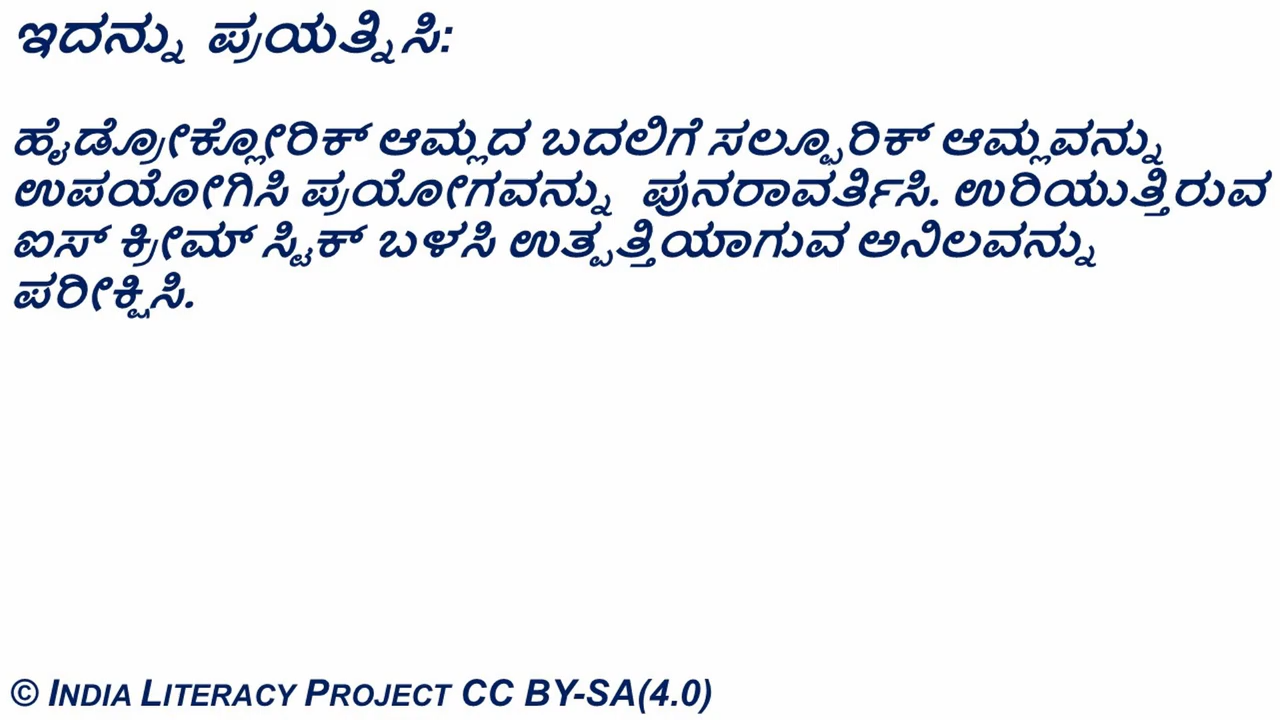 ಇದನ್ನು ಪ್ರಯತ್ನಿಸಿ:
ಹೈಡ್ರೋಕ್ಲೋರಿಕ್ ಆಮ್ಲದ ಬದಲಿಗೆ ಸಲ್ಪೂರಿಕ್ ಆಮ್ಲವನ್ನು
ಉಪಯೋಗಿಸಿ ಪ್ರಯೋಗವನ್ನು ಪುನರಾವರ್ತಿಸಿ. ಉರಿಯುತ್ತಿರುವ
ಐಸ್ ಕ್ರೀಮ್ ಸ್ಟಿಕ್ ಬಳಸಿ ಉತ್ಪತ್ತಿಯಾಗುವ ಅನಿಲವನ್ನು
ಪರೀಕ್ಷಿಸಿ.
© INDIA LITERACY PROJECT CC BY-SA(4.0)